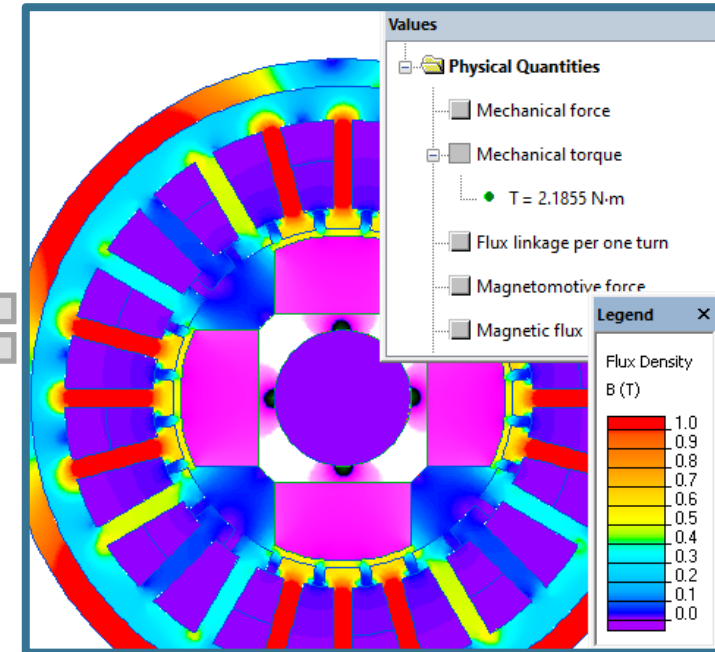 Values
Physical Quantities
Mechanical force
Mechanical torque
T = 2.1855 N·m
Flux linkage per one turn
Magnetomotive force
Magnetic flux
Legend ×
Flux Density
B (T)
1.0
0.9
0.8
0.7
0.6
0.5
0.4
0.3
0.2
0.1
0.0